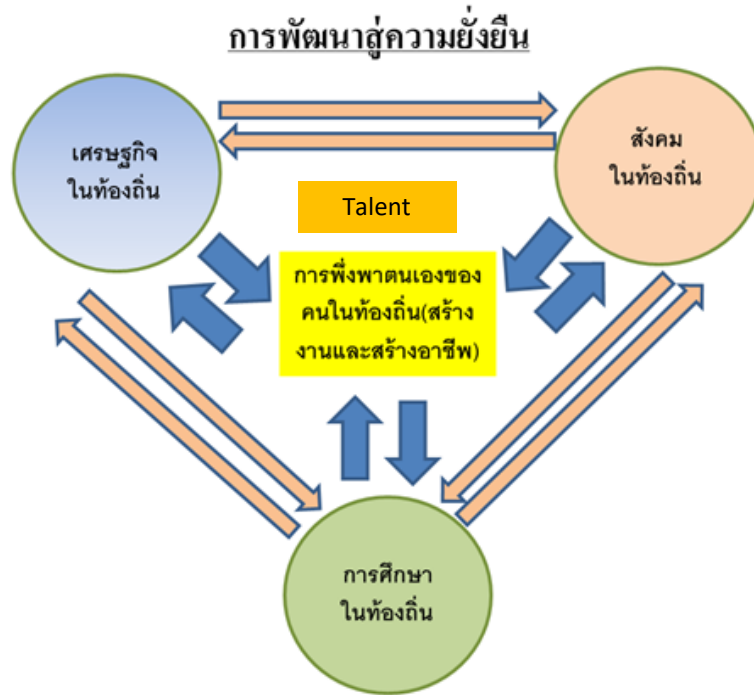 การพัฒนาสู่ความยั่งยืน
เศรษฐกิจ
ในท้องถิ่น
สังคม
ในท้องถิ่น
Talent
การพึ่งพาตนเองของ
คนในท้องถิ่น(สร้าง
งานและสร้างอาชีพ)
การศึกษา
ในท้องถิ่น